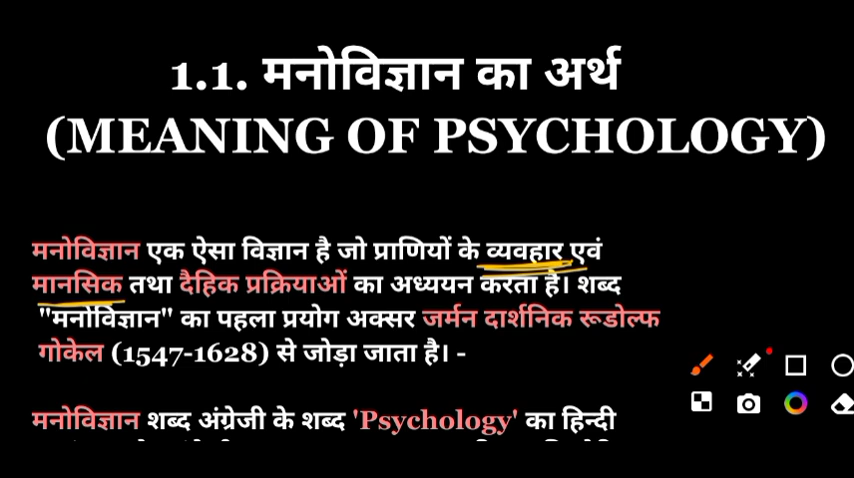 1.1. मनोविज्ञान का अर्थ
(MEANING OF PSYCHOLOGY)
मनोविज्ञान एक ऐसा विज्ञान है जो प्राणियों के व्यवहार एवं
मानसिक तथा दैहिक प्रक्रियाओं का अध्ययन करता है। शब्द
"मनोविज्ञान" का पहला प्रयोग अक्सर जर्मन दार्शनिक रूडोल्फ
गोकेल (1547-1628) से जोड़ा जाता है। -
मनोविज्ञान शब्द अंग्रेजी के शब्द 'Psychology' का हिन्दी